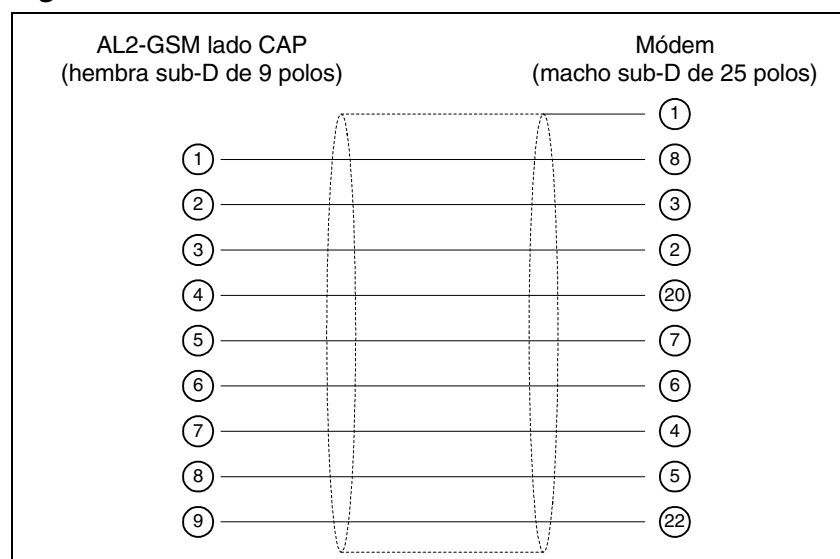 AL2-GSM lado CAP
(hembra sub-D de 9 polos)
Módem
(macho sub-D de 25 polos)
1
1 8
2 3
3 2
4 20
5 7
6 6
7 4
8 5
9 22